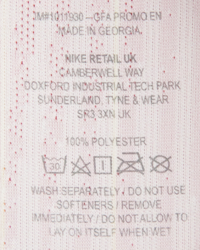 JM#1011930 - CFA PROMO EN
MADE IN GEORGIA.
NIKE RETAIL UK
CAMBERWELL WAY
DOXFORD INDUSTRIAL TECH PARK
SUNDERLAND, TYNE & WEAR
SR3 3XN UK
100% POLYESTER
30
WASH SEPARATELY / DO NOT USE
SOFTENERS / REMOVE
IMMEDIATELY / DO NOT ALLOW TO
LAY ON ITSELF WHEN WET